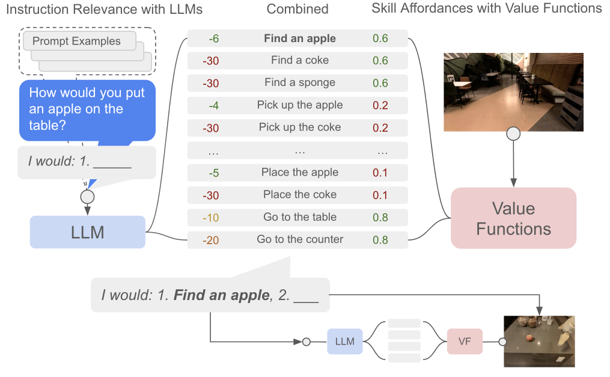 Instruction Relevance with LLMs
Combined
Skill Affordances with Value Functions
Prompt Examples
How would you put
an apple on the
table?
I would: 1. _____
LLM
-6 Find an apple 0.6
-30 Find a coke 0.6
-30 Find a sponge 0.6
-4 Pick up the apple 0.2
-30 Pick up the coke 0.2
... ... ...
-5 Place the apple 0.1
-30 Place the coke 0.1
-10 Go to the table 0.8
-20 Go to the counter 0.8
Value
Functions
I would: 1. Find an apple, 2. ___
LLM
VF